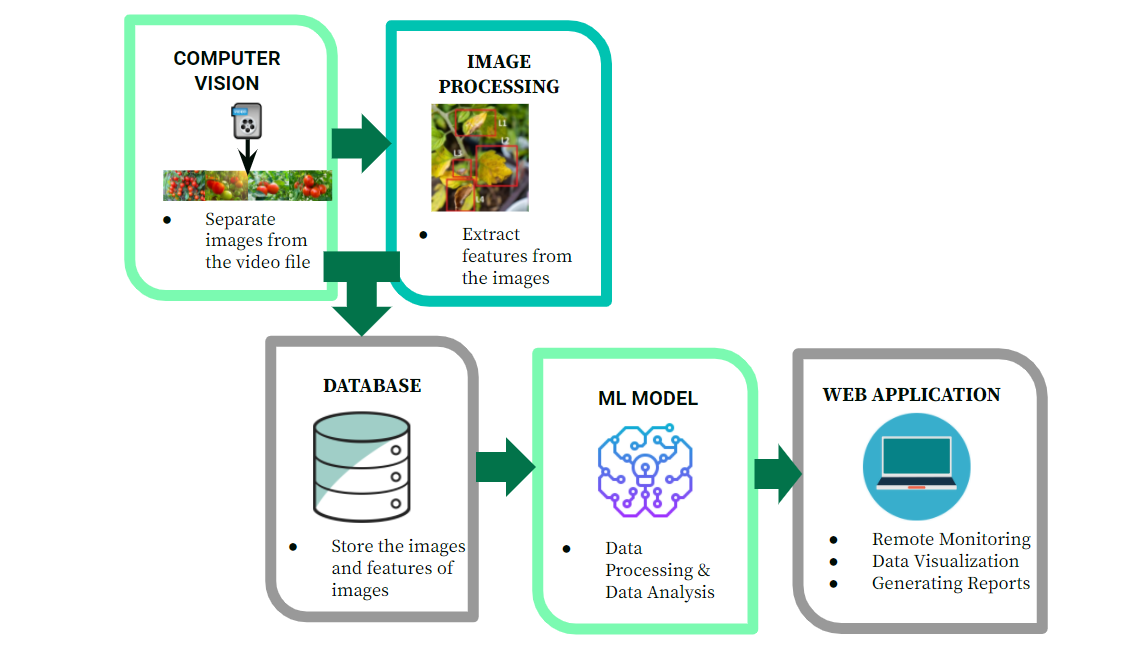 COMPUTER
VISION
● Separate
images from
the video file
IMAGE
PROCESSING
L1
L2
L4
● Extract
features from
the images
DATABASE
● Store the images
and features of
images
ML MODEL
● Data
Processing &
Data Analysis
WEB APPLICATION
● Remote Monitoring
● Data Visualization
● Generating Reports